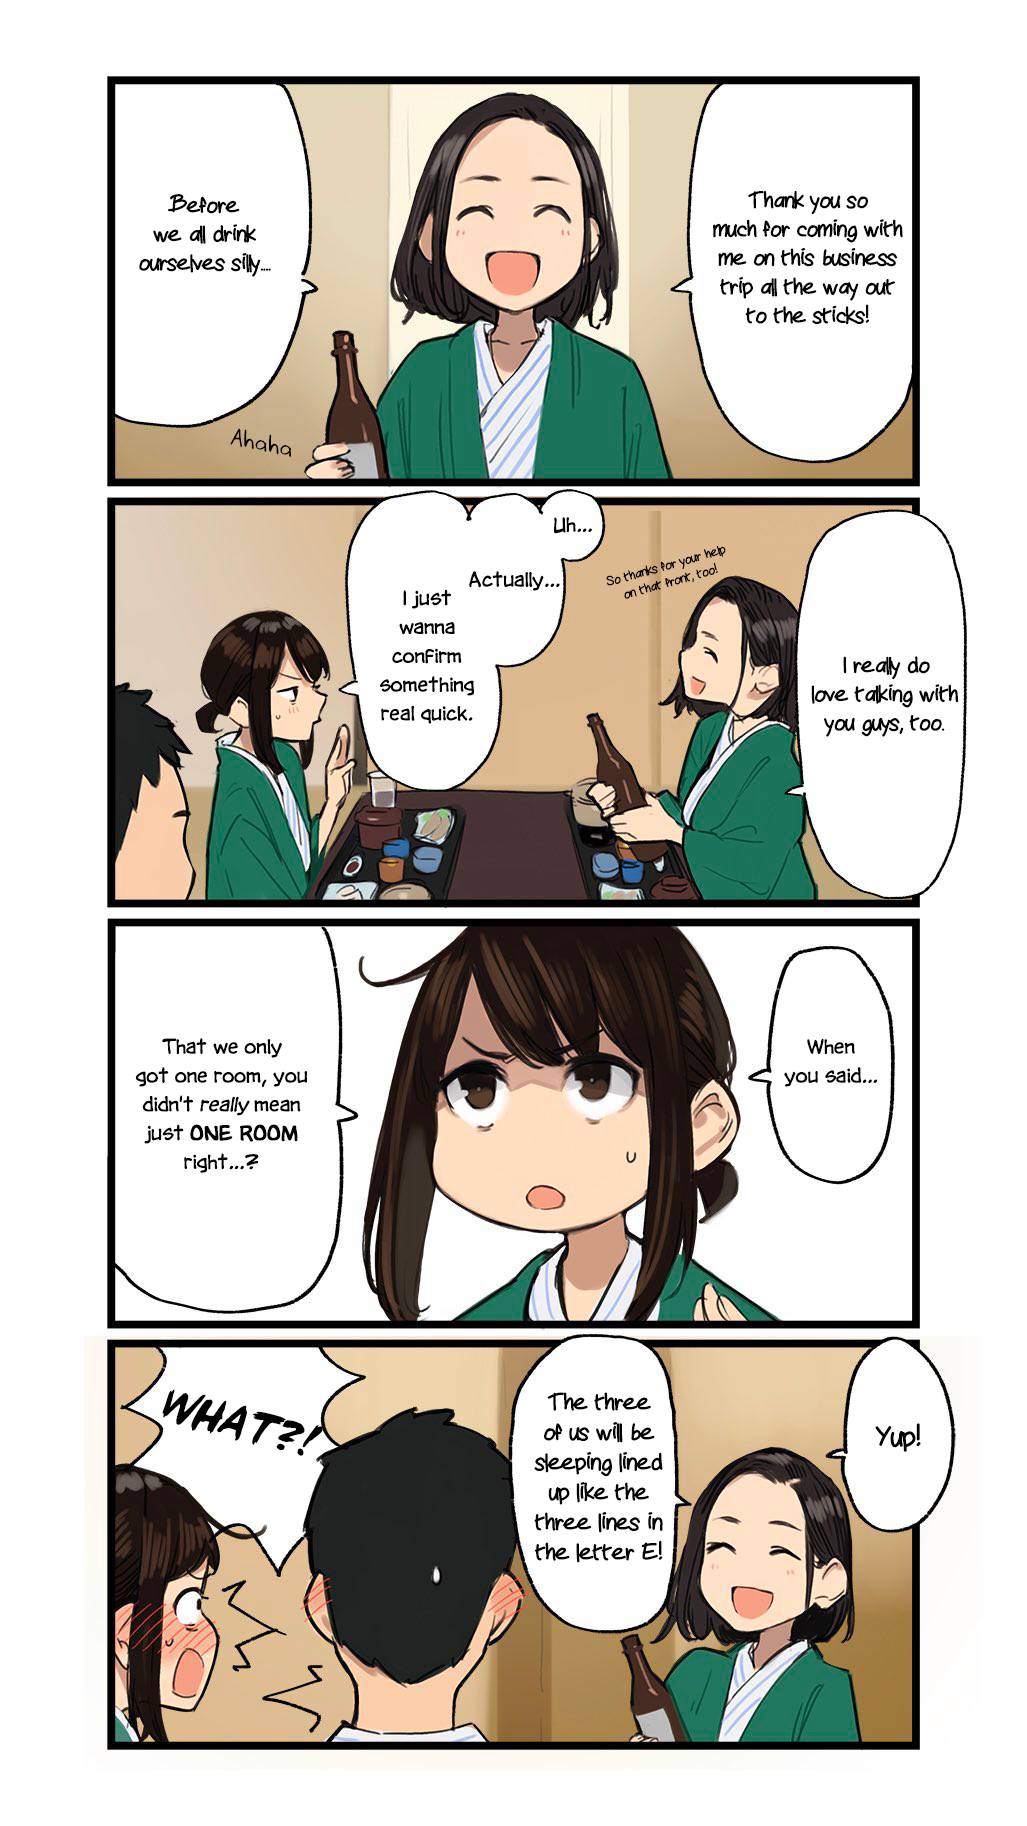 Thank you so
much for coming with
me on this business
trip all the way out
to the sticks!
Before
we all drink
ourselves silly....
Ahaha
I really do
love talking with
you guys, too.
So thanks for your help
on that front, too!
Uh...
Actually...
I just
wanna
confirm
something
real quick.
When
you said...
That we only
got one room, you
didn't really mean
just ONE ROOM
right...?
Yup!
The three
of us will be
sleeping lined
up like the
three lines in
the letter E!
WHAT?!